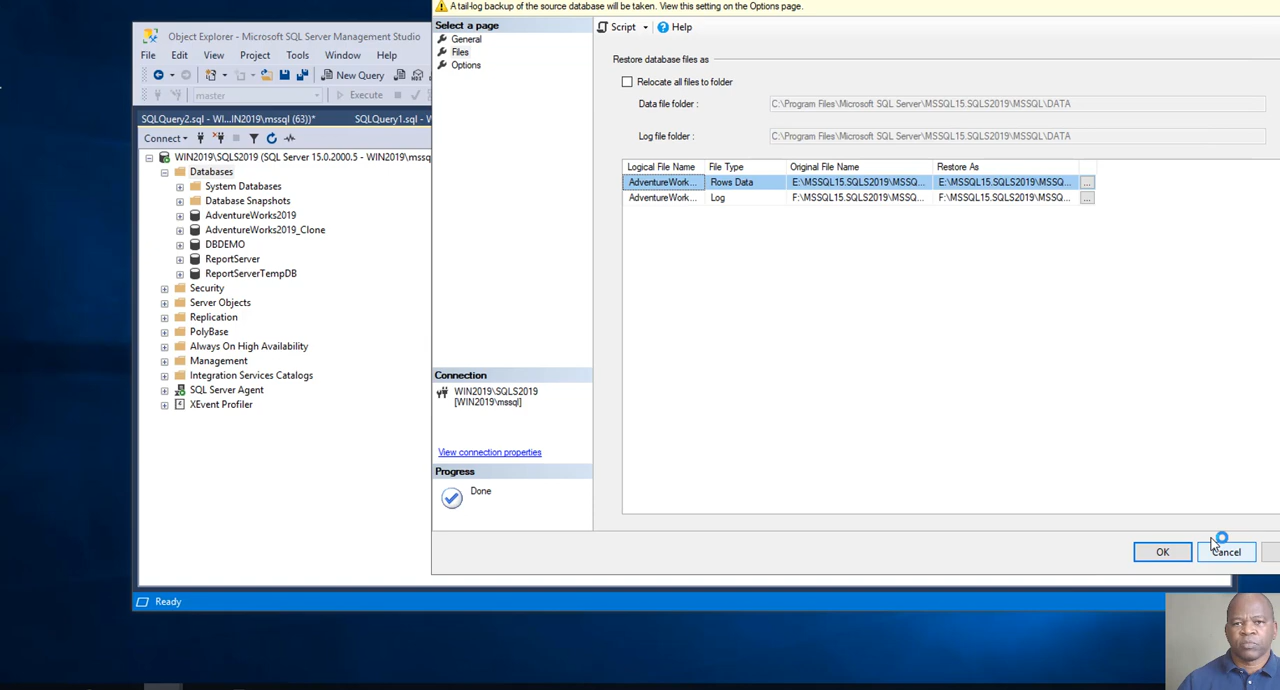 A tail-log backup of the source database will be taken. View this setting on the Options page.
Select a page
General
Files
Options
Script
Help
Restore database files as
Relocate all files to folder
Data file folder :
C:\Program Files\Microsoft SQL Server\MSSQL15.SQLS2019\MSSQL\DATA
Log file folder :
C:\Program Files\Microsoft SQL Server\MSSQL15.SQLS2019\MSSQL\DATA
Logical File Name File Type Original File Name Restore As
AdventureWork... Rows Data E:\MSSQL15.SQLS2019\MSSQ... E:\MSSQL15.SQLS2019\MSSQ... ...
AdventureWork... Log F:\MSSQL15.SQLS2019\MSSQ... F:\MSSQL15.SQLS2019\MSSQ... ...
Connection
WIN2019\SQLS2019
[WIN2019\mssql]
View connection properties
Progress
Done
OK
Cancel
Object Explorer - Microsoft SQL Server Management Studio
File Edit View Project Tools Window Help
New Query
master
Execute
SQLQuery2.sql - WI...IN2019\mssql (63))* SQLQuery1.sql - W
Connect
WIN2019\SQLS2019 (SQL Server 15.0.2000.5 - WIN2019\mssq
Databases
System Databases
Database Snapshots
AdventureWorks2019
AdventureWorks2019_Clone
DBDEMO
ReportServer
ReportServerTempDB
Security
Server Objects
Replication
PolyBase
Always On High Availability
Management
Integration Services Catalogs
SQL Server Agent
XEvent Profiler
Ready